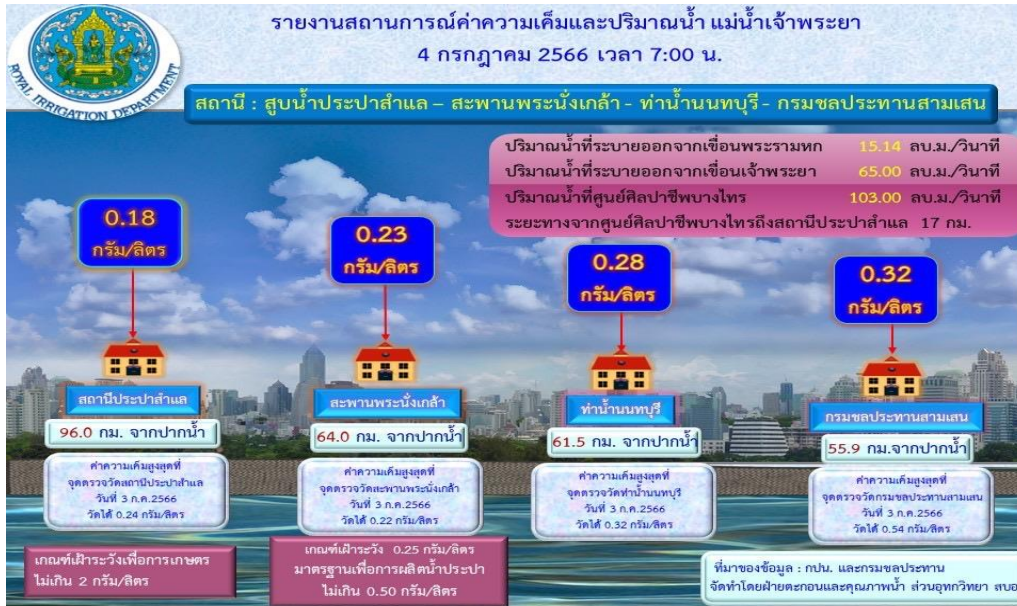 รายงานสถานการณ์ค่าความเค็มและปริมาณน้ำ แม่น้ำเจ้าพระยา
4 กรกฎาคม 2566 เวลา 7:00 น.
ROYAL IRRIGATION DEPARTMENT
สถานี : สูบน้ำประปาสำแล – สะพานพระนั่งเกล้า - ท่าน้ำนนทบุรี - กรมชลประทานสามเสน
ปริมาณน้ำที่ระบายออกจากเขื่อนพระรามหก 15.14 ลบ.ม./วินาที
ปริมาณน้ำที่ระบายออกจากเขื่อนเจ้าพระยา 65.00 ลบ.ม./วินาที
ปริมาณน้ำที่ศูนย์ศิลปาชีพบางไทร 103.00 ลบ.ม./วินาที
ระยะทางจากศูนย์ศิลปาชีพบางไทรถึงสถานีประปาสำแล 17 กม.
0.18
กรัม/ลิตร
สถานีประปาสำแล
96.0 กม. จากปากน้ำ
ค่าความเค็มสูงสุดที่
จุดตรวจวัดสถานีประปาสำแล
วันที่ 3 ก.ค.2566
วัดได้ 0.24 กรัม/ลิตร
0.23
กรัม/ลิตร
สะพานพระนั่งเกล้า
64.0 กม. จากปากน้ำ
ค่าความเค็มสูงสุดที่
จุดตรวจวัดสะพานพระนั่งเกล้า
วันที่ 3 ก.ค.2566
วัดได้ 0.22 กรัม/ลิตร
0.28
กรัม/ลิตร
ท่าน้ำนนทบุรี
61.5 กม. จากปากน้ำ
ค่าความเค็มสูงสุดที่
จุดตรวจวัดท่าน้ำนนทบุรี
วันที่ 3 ก.ค.2566
วัดได้ 0.32 กรัม/ลิตร
0.32
กรัม/ลิตร
กรมชลประทานสามเสน
55.9 กม.จากปากน้ำ
ค่าความเค็มสูงสุดที่
จุดตรวจวัดกรมชลประทานสามเสน
วันที่ 3 ก.ค.2566
วัดได้ 0.54 กรัม/ลิตร
เกณฑ์เฝ้าระวังเพื่อการเกษตร
ไม่เกิน 2 กรัม/ลิตร
เกณฑ์เฝ้าระวัง 0.25 กรัม/ลิตร
มาตรฐานเพื่อการผลิตน้ำประปา
ไม่เกิน 0.50 กรัม/ลิตร
ที่มาของข้อมูล : กปน. และกรมชลประทาน
จัดทำโดยฝ่ายตะกอนและคุณภาพน้ำ ส่วนอุทกวิทยา สบอ